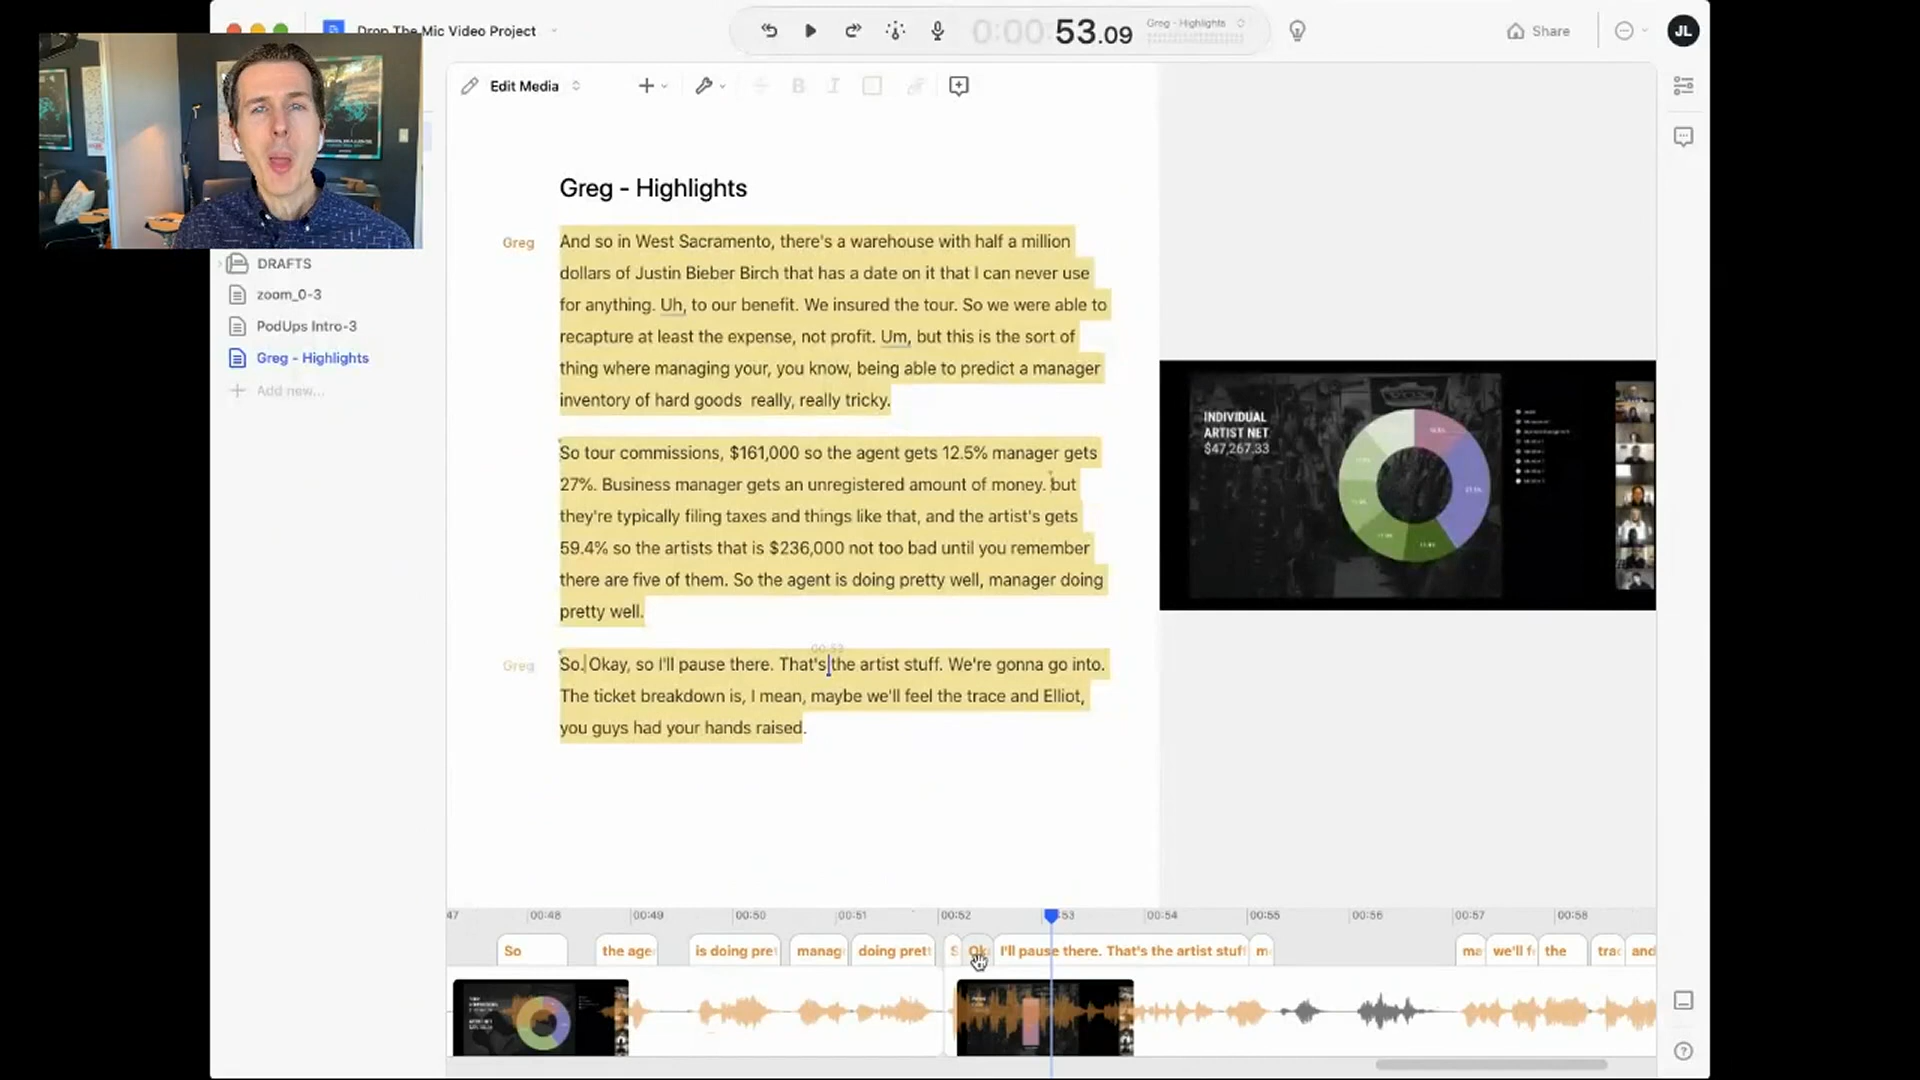 Drop The Mic Video Project
0:00:53.09
Greg - Highlights
Share
JL
Edit Media
B I
Greg - Highlights
Greg
And so in West Sacramento, there's a warehouse with half a million
dollars of Justin Bieber Birch that has a date on it that I can never use
for anything. Uh, to our benefit. We insured the tour. So we were able to
recapture at least the expense, not profit. Um, but this is the sort of
thing where managing your, you know, being able to predict a manager
inventory of hard goods really, really tricky.
So tour commissions, $161,000 so the agent gets 12.5% manager gets
27%. Business manager gets an unregistered amount of money. but
they're typically filing taxes and things like that, and the artist's gets
59.4% so the artists that is $236,000 not too bad until you remember
there are five of them. So the agent is doing pretty well, manager doing
pretty well.
00:53
Greg
So. Okay, so I'll pause there. That's the artist stuff. We're gonna go into.
The ticket breakdown is, I mean, maybe we'll feel the trace and Elliot,
you guys had your hands raised.
DRAFTS
zoom_0-3
PodUps Intro-3
Greg - Highlights
Add new...
INDIVIDUAL
ARTIST NET
$47,267.33
47 00:48 00:49 00:50 00:51 00:52 :53 00:54 00:55 00:56 00:57 00:58
So the age is doing pret manag doing prett S Ok I'll pause there. That's the artist stuff m ma we'll f the trac and